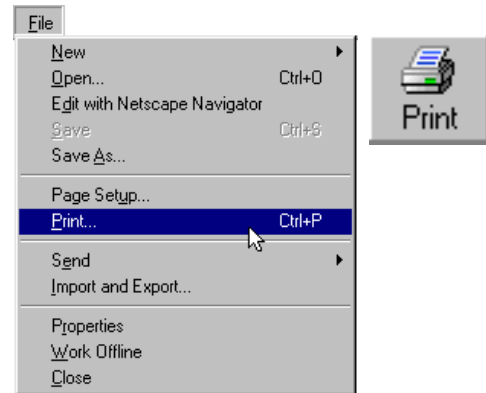 File
New
Open... Ctrl+O
Edit with Netscape Navigator
Save Ctrl+S
Save As...
Page Setup...
Print... Ctrl+P
Send
Import and Export...
Properties
Work Offline
Close
Print